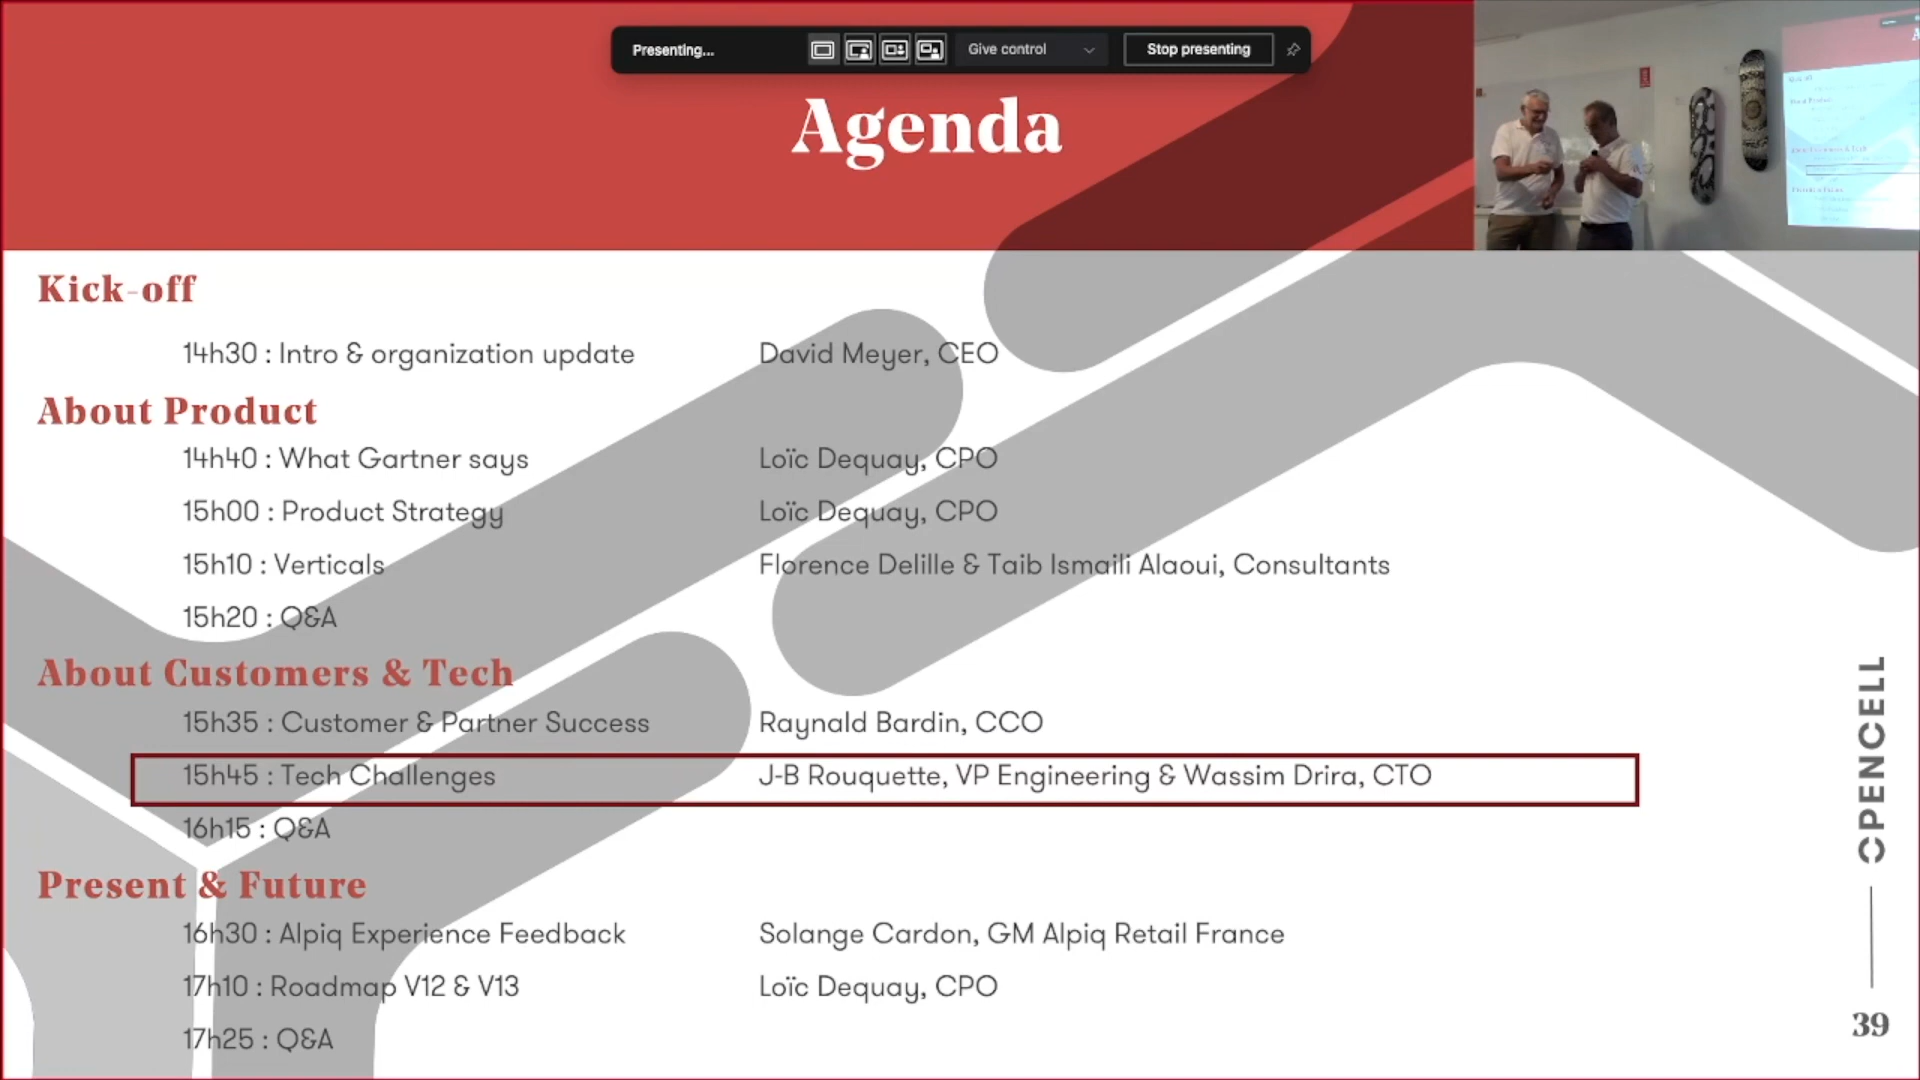 Presenting...
Give control
Stop presenting
Agenda
Kick-off
14h30 : Intro & organization update David Meyer, CEO
About Product
14h40 : What Gartner says Loïc Dequay, CPO
15h00 : Product Strategy Loïc Dequay, CPO
15h10 : Verticals Florence Delille & Taib Ismaili Alaoui, Consultants
15h20 : Q&A
About Customers & Tech
15h35 : Customer & Partner Success Raynald Bardin, CCO
15h45 : Tech Challenges J-B Rouquette, VP Engineering & Wassim Drira, CTO
16h15 : Q&A
Present & Future
16h30 : Alpiq Experience Feedback Solange Cardon, GM Alpiq Retail France
17h10 : Roadmap V12 & V13 Loïc Dequay, CPO
17h25 : Q&A
OPENCELL
39